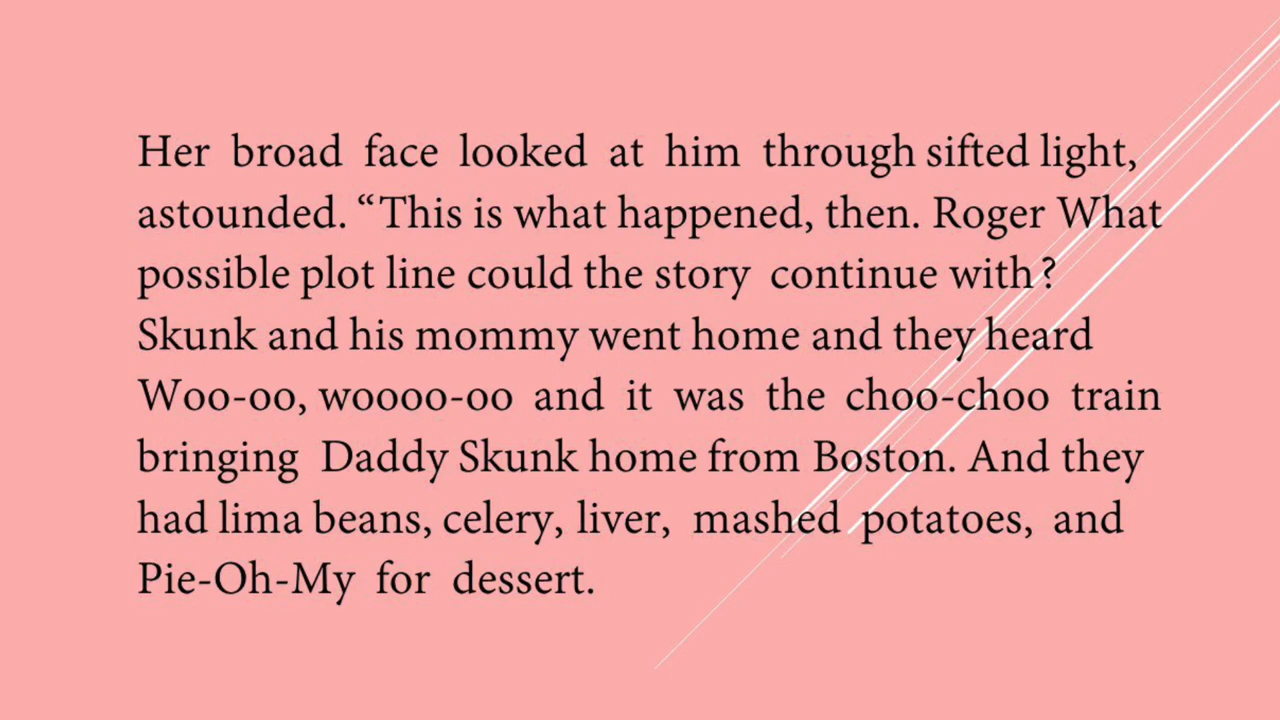 Her broad face looked at him through sifted light,
astounded. “This is what happened, then. Roger What
possible plot line could the story continue with?
Skunk and his mommy went home and they heard
Woo-oo, woooo-oo and it was the choo-choo train
bringing Daddy Skunk home from Boston. And they
had lima beans, celery, liver, mashed potatoes, and
Pie-Oh-My for dessert.